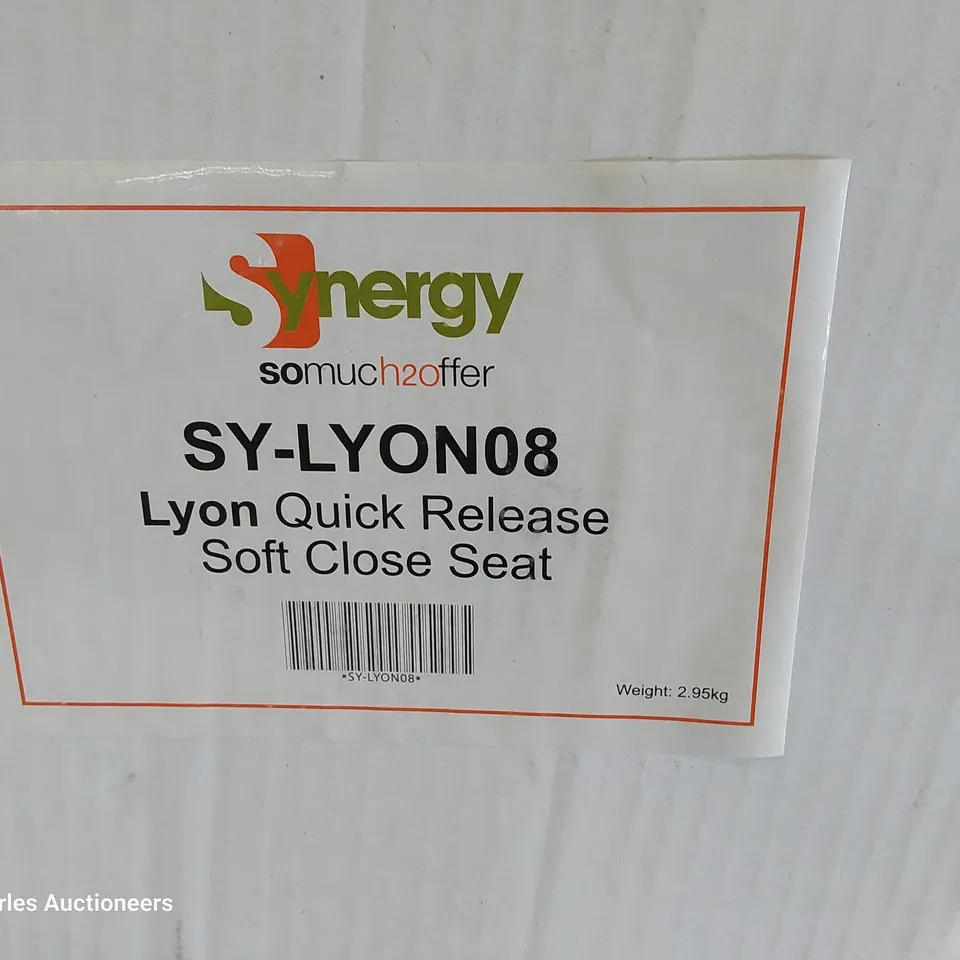 Synergy
somuch2offer
SY-LYON08
Lyon Quick Release
Soft Close Seat
*SY-LYON08*
Weight: 2.95kg
rles Auctioneers